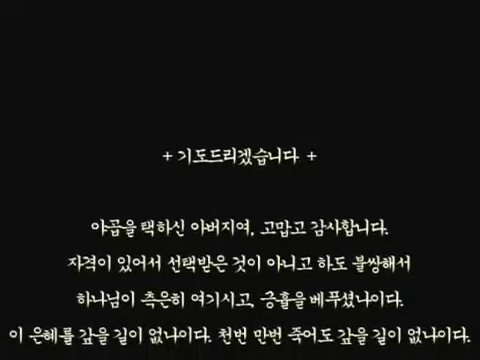 + 기도드리겠습니다 +
야곱을 택하신 아버지여, 고맙고 감사합니다.
자격이 있어서 선택받은 것이 아니고 하도 불쌍해서
하나님이 측은히 여기시고, 긍휼을 베푸셨나이다.
이 은혜를 갚을 길이 없나이다. 천번 만번 죽어도 갚을 길이 없나이다.